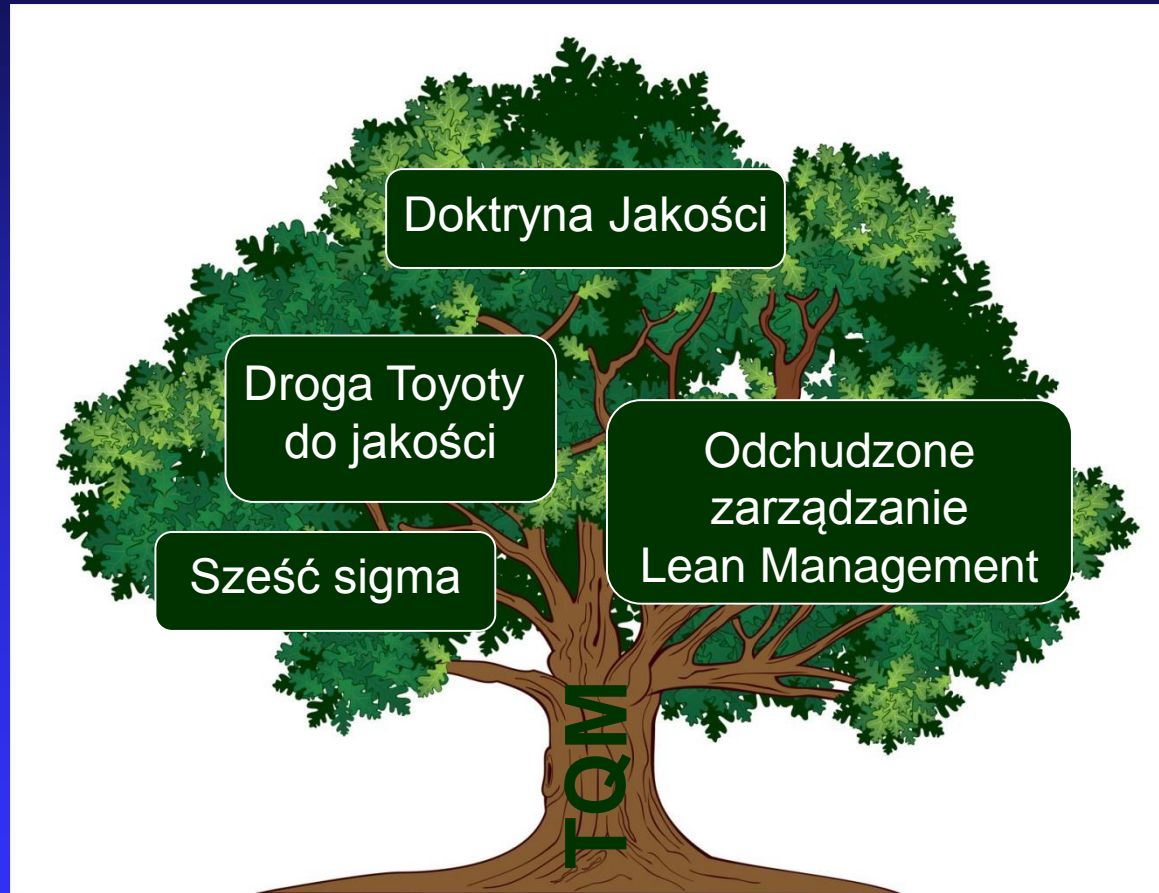 Doktryna Jakości
Droga Toyoty
do jakości
Odchudzone
zarządzanie
Lean Management
Sześć sigma
TQM